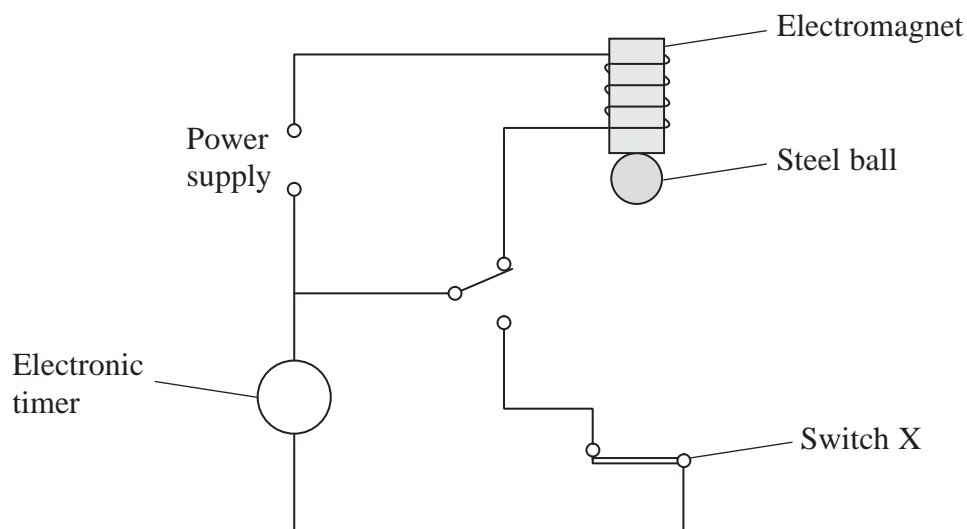 Electromagnet
Power
supply
Steel ball
Electronic
timer
Switch X